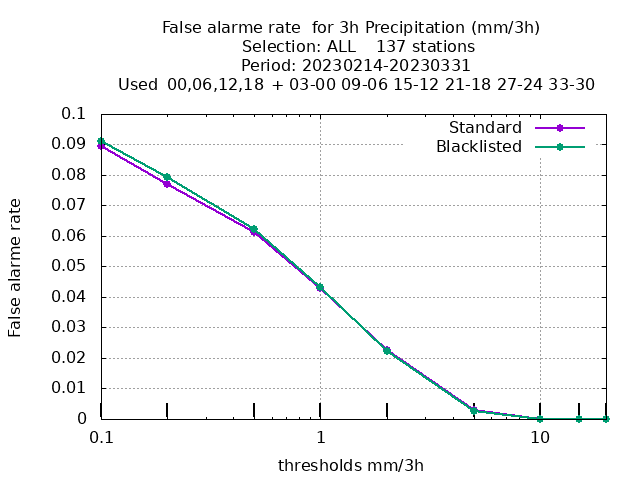 False alarme rate  for 3h Precipitation (mm/3h)
Selection: ALL    137 stations
Period: 20230214-20230331
Used  00,06,12,18  + 03-00 09-06 15-12 21-18 27-24 33-30
Standard
Blacklisted
0.1
0.09
0.08
0.07
0.06
0.05
0.04
0.03
0.02
0.01
0
False alarme rate
0.1 1 10
thresholds mm/3h